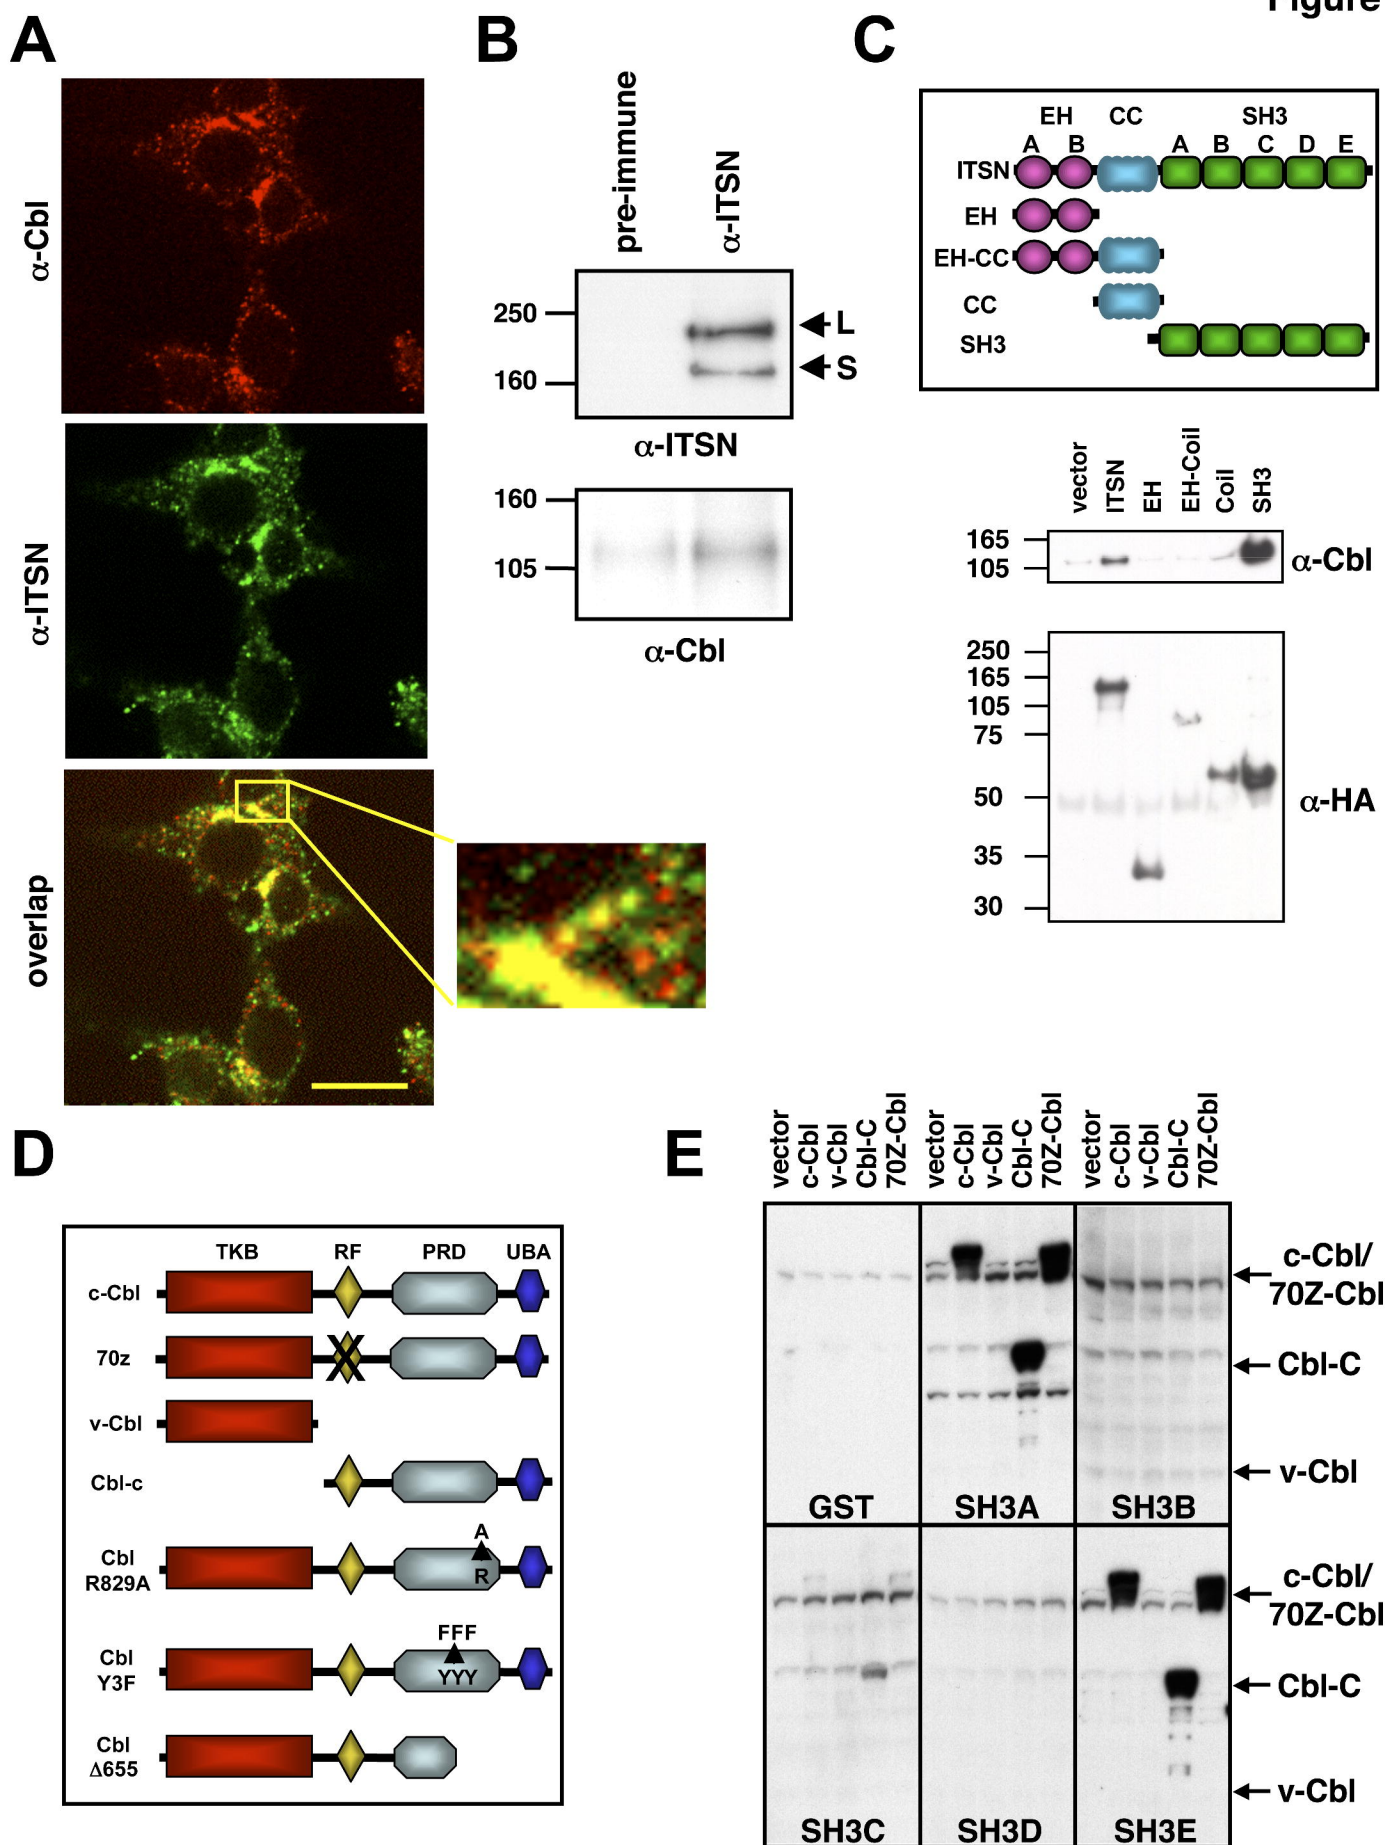 Figure
A
α-Cbl
α-ITSN
overlap
B
pre-immune
α-ITSN
250
160
L
S
α-ITSN
160
105
α-Cbl
C
EH CC SH3
A B A B C D E
ITSN
EH
EH-CC
CC
SH3
vector
ITSN
EH
EH-Coil
Coil
SH3
165
105
α-Cbl
250
165
105
75
50
35
30
α-HA
D
TKB RF PRD UBA
c-Cbl
70z
v-Cbl
Cbl-c
Cbl
R829A
A
R
Cbl
Y3F
FFF
YYY
Cbl
Δ655
E
vector
c-Cbl
v-Cbl
Cbl-C
70Z-Cbl
vector
c-Cbl
v-Cbl
Cbl-C
70Z-Cbl
vector
c-Cbl
v-Cbl
Cbl-C
70Z-Cbl
c-Cbl/
70Z-Cbl
Cbl-C
v-Cbl
GST SH3A SH3B
c-Cbl/
70Z-Cbl
Cbl-C
v-Cbl
SH3C SH3D SH3E